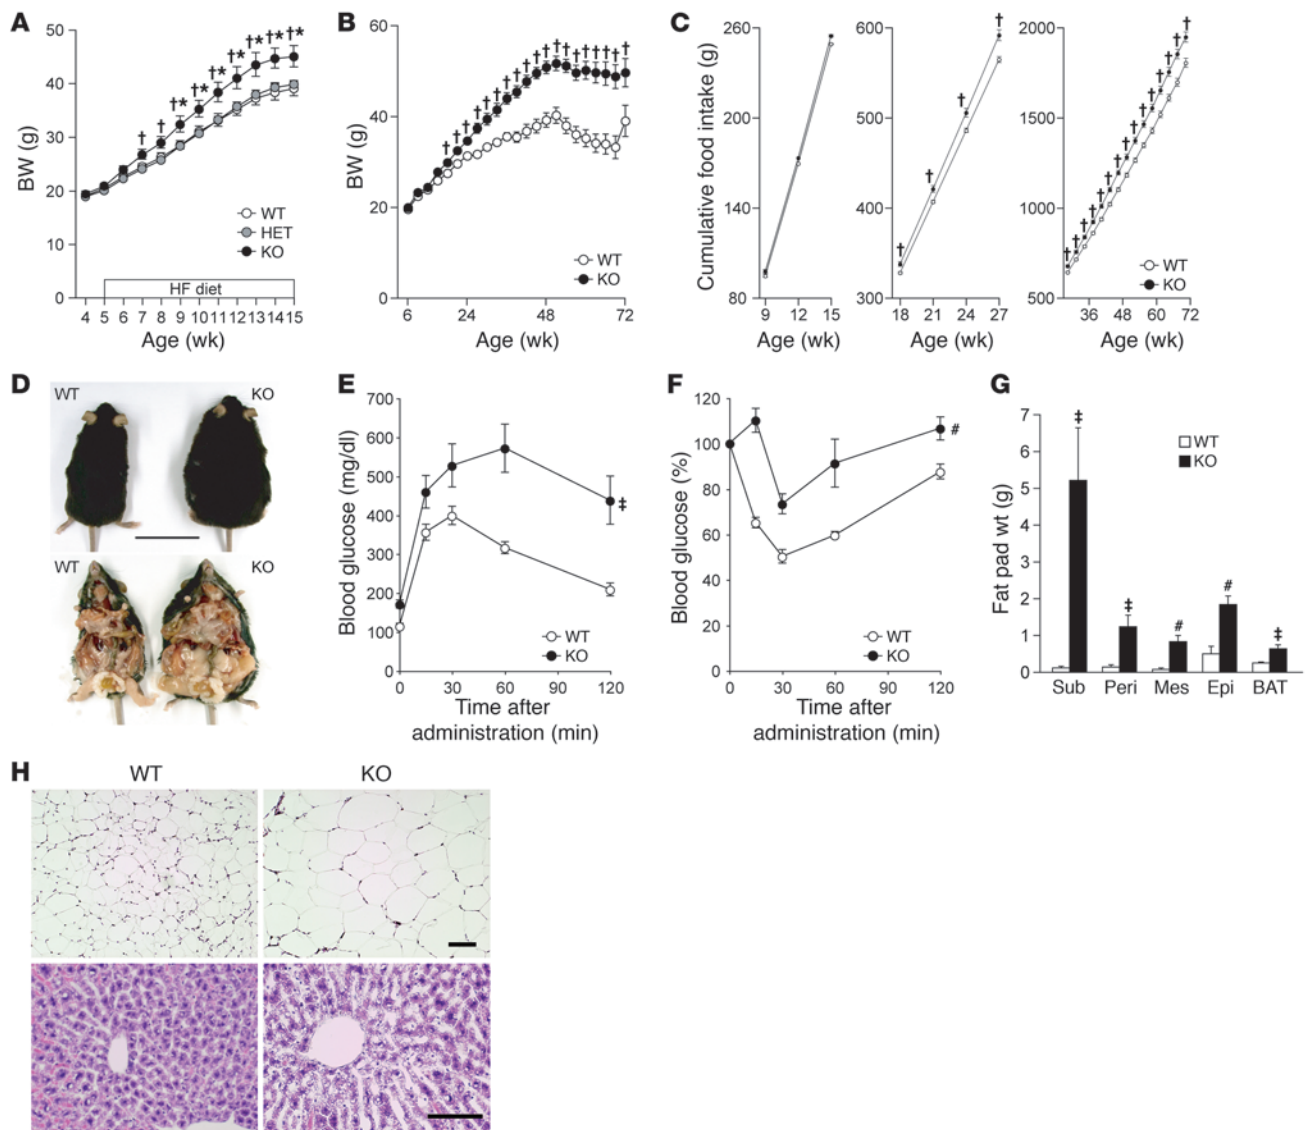 A
B
C
50
40
30
20
10
0
BW (g)
† † †* †* †* †* †* †* †*
WT
HET
KO
HF diet
4 5 6 7 8 9 10 11 12 13 14 15
Age (wk)
60
40
20
0
BW (g)
WT
KO
6 24 48 72
Age (wk)
Cumulative food intake (g)
260
200
140
80
9 12 15
Age (wk)
600
500
400
300
† † † †
18 21 24 27
Age (wk)
2000
1500
1000
500
WT
KO
36 48 60 72
Age (wk)
D
WT KO
WT KO
E
700
600
500
400
300
200
100
0
Blood glucose (mg/dl)
‡
WT
KO
0 30 60 120
Time after
administration (min)
F
120
100
80
60
40
20
0
Blood glucose (%)
#
WT
KO
0 30 60 120
Time after
administration (min)
G
7
6
5
4
3
2
1
0
Fat pad wt (g)
WT
KO
‡ ‡ # # ‡
Sub Peri Mes Epi BAT
H
WT KO